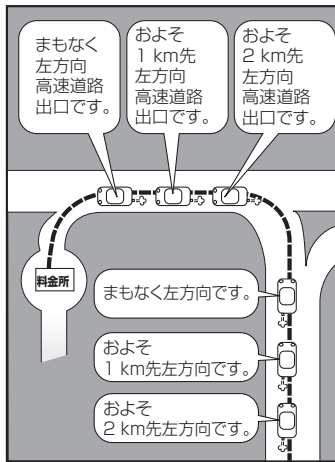 まもなく
左方向
高速道路
出口です。
およそ
1 km先
左方向
高速道路
出口です。
およそ
2 km先
左方向
高速道路
出口です。
料金所
まもなく左方向です。
およそ
1 km先左方向です。
およそ
2 km先左方向です。